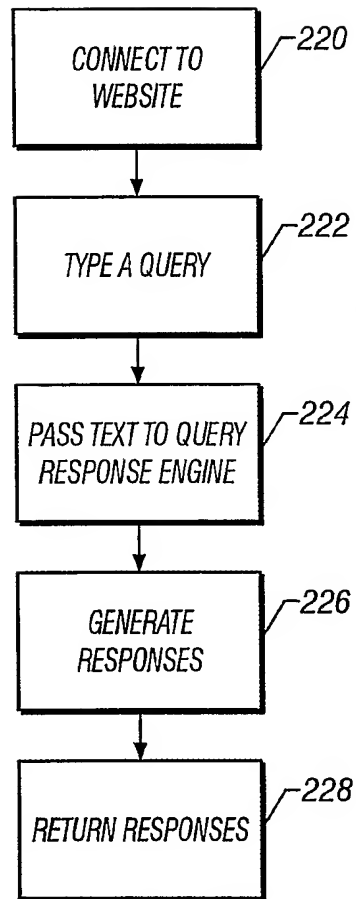 CONNECT TO
WEBSITE
220
TYPE A QUERY
222
PASS TEXT TO QUERY
RESPONSE ENGINE
224
GENERATE
RESPONSES
226
RETURN RESPONSES
228